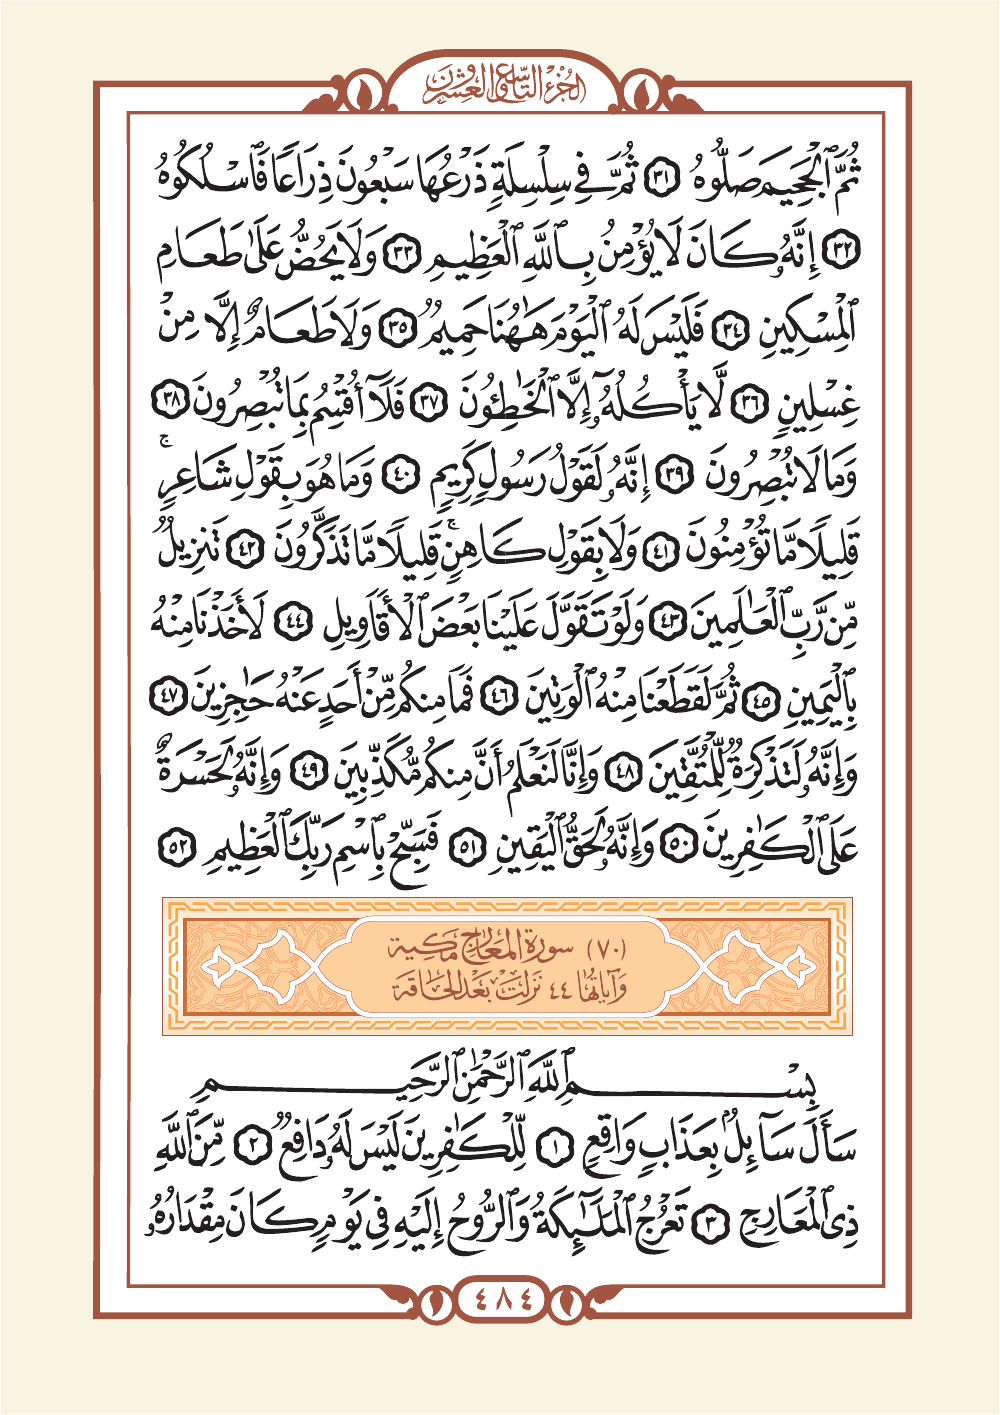 الجزء التاسع والعشرون
ثُمَّ ٱلْجَحِيمَ صَلُّوهُ ٣١ ثُمَّ فِي سِلْسِلَةٖ ذَرْعُهَا سَبْعُونَ ذِرَاعٗا فَٱسْلُكُوهُ
٣٢ إِنَّهُۥ كَانَ لَا يُؤْمِنُ بِٱللَّهِ ٱلْعَظِيمِ ٣٣ وَلَا يَحُضُّ عَلَىٰ طَعَامِ
ٱلْمِسْكِينِ ٣٤ فَلَيْسَ لَهُ ٱلْيَوْمَ هَٰهُنَا حَمِيمٞ ٣٥ وَلَا طَعَامٌ إِلَّا مِنْ
غِسْلِينٖ ٣٦ لَّا يَأْكُلُهُۥٓ إِلَّا ٱلْخَٰطِـُٔونَ ٣٧ فَلَآ أُقْسِمُ بِمَا تُبْصِرُونَ ٣٨
وَمَا لَا تُبْصِرُونَ ٣٩ إِنَّهُۥ لَقَوْلُ رَسُولٖ كَرِيمٖ ٤٠ وَمَا هُوَ بِقَوْلِ شَاعِرٖۚ
قَلِيلٗا مَّا تُؤْمِنُونَ ٤١ وَلَا بِقَوْلِ كَاهِنٖۚ قَلِيلٗا مَّا تَذَكَّرُونَ ٤٢ تَنزِيلٞ
مِّن رَّبِّ ٱلْعَٰلَمِينَ ٤٣ وَلَوْ تَقَوَّلَ عَلَيْنَا بَعْضَ ٱلْأَقَاوِيلِ ٤٤ لَأَخَذْنَا مِنْهُ
بِٱلْيَمِينِ ٤٥ ثُمَّ لَقَطَعْنَا مِنْهُ ٱلْوَتِينَ ٤٦ فَمَا مِنكُم مِّنْ أَحَدٍ عَنْهُ حَٰجِزِينَ ٤٧
وَإِنَّهُۥ لَتَذْكِرَةٞ لِّلْمُتَّقِينَ ٤٨ وَإِنَّا لَنَعْلَمُ أَنَّ مِنكُم مُّكَذِّبِينَ ٤٩ وَإِنَّهُۥ لَحَسْرَةٌ
عَلَى ٱلْكَٰفِرِينَ ٥٠ وَإِنَّهُۥ لَحَقُّ ٱلْيَقِينِ ٥١ فَسَبِّحْ بِٱسْمِ رَبِّكَ ٱلْعَظِيمِ ٥٢
(٧٠) سورة المعارج مكية
وآياتها ٤٤ نزلت بعد الحاقة
بِسْمِ ٱللَّهِ ٱلرَّحْمَٰنِ ٱلرَّحِيمِ
سَأَلَ سَآئِلُۢ بِعَذَابٖ وَاقِعٖ ١ لِّلْكَٰفِرِينَ لَيْسَ لَهُۥ دَافِعٞ ٢ مِّنَ ٱللَّهِ
ذِي ٱلْمَعَارِجِ ٣ تَعْرُجُ ٱلْمَلَٰٓئِكَةُ وَٱلرُّوحُ إِلَيْهِ فِي يَوْمٖ كَانَ مِقْدَارُهُۥ
٤٨٤